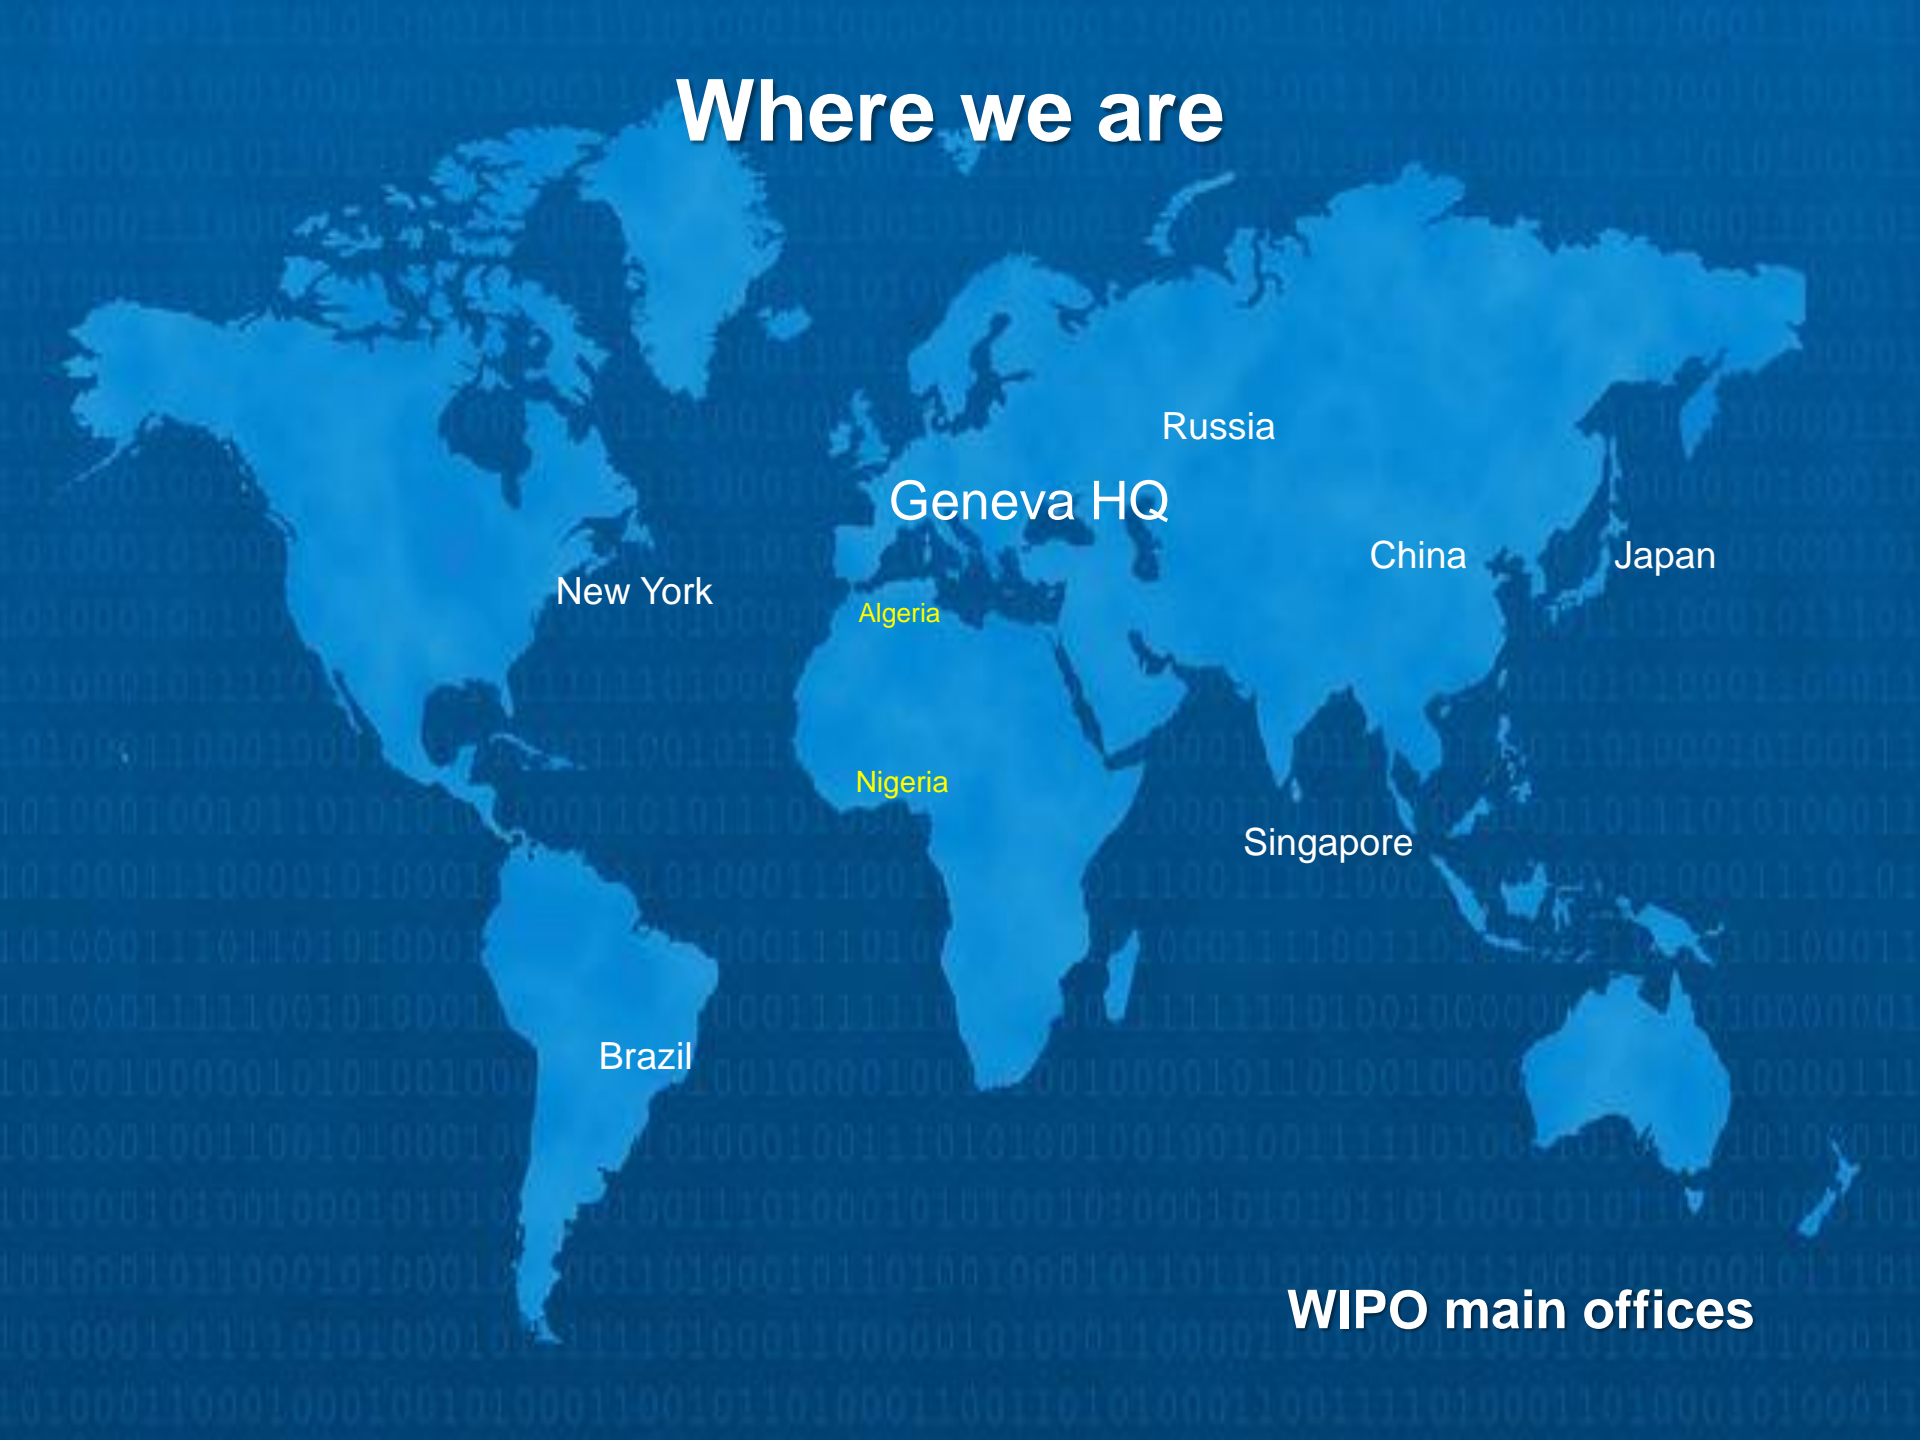 Where we are
Russia
Geneva HQ
China
Japan
New York
Algeria
Nigeria
Singapore
Brazil
WIPO main offices